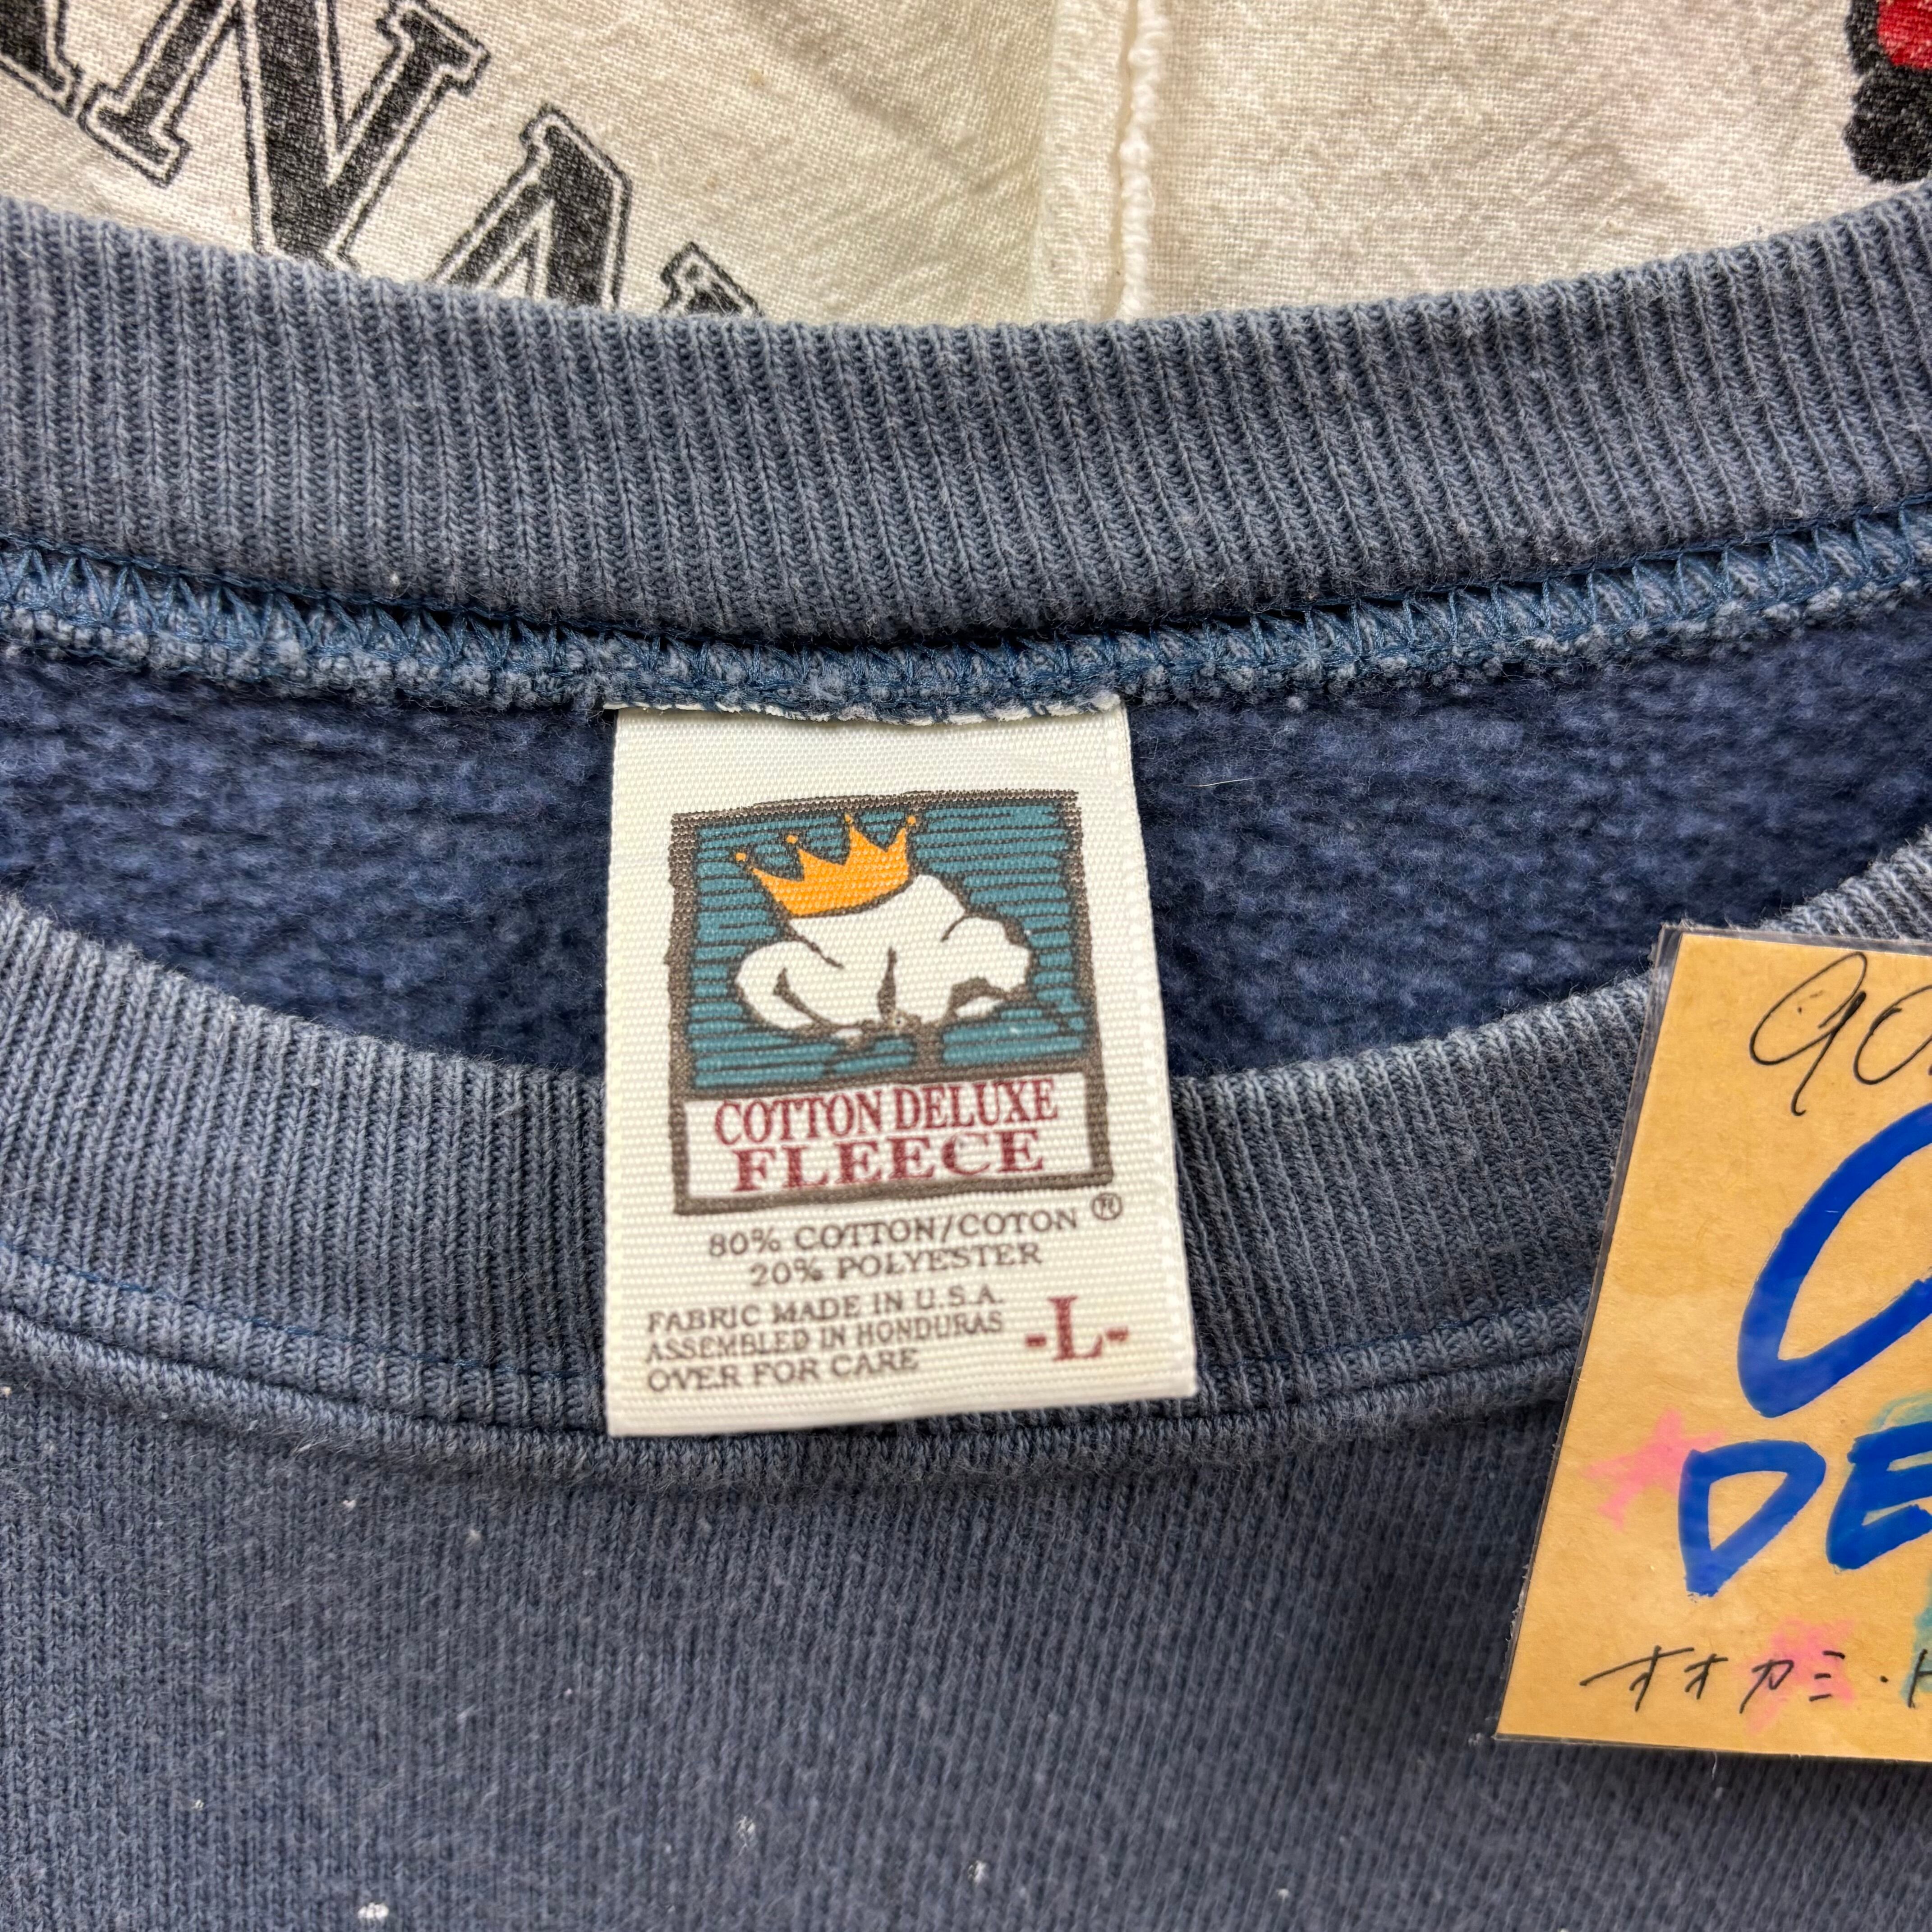 COTTON DELUXE
FLEECE
®
80% COTTON/COTON
20% POLYESTER
FABRIC MADE IN U.S.A.
ASSEMBLED IN HONDURAS
OVER FOR CARE
-L-
90
DE
オオカミ・